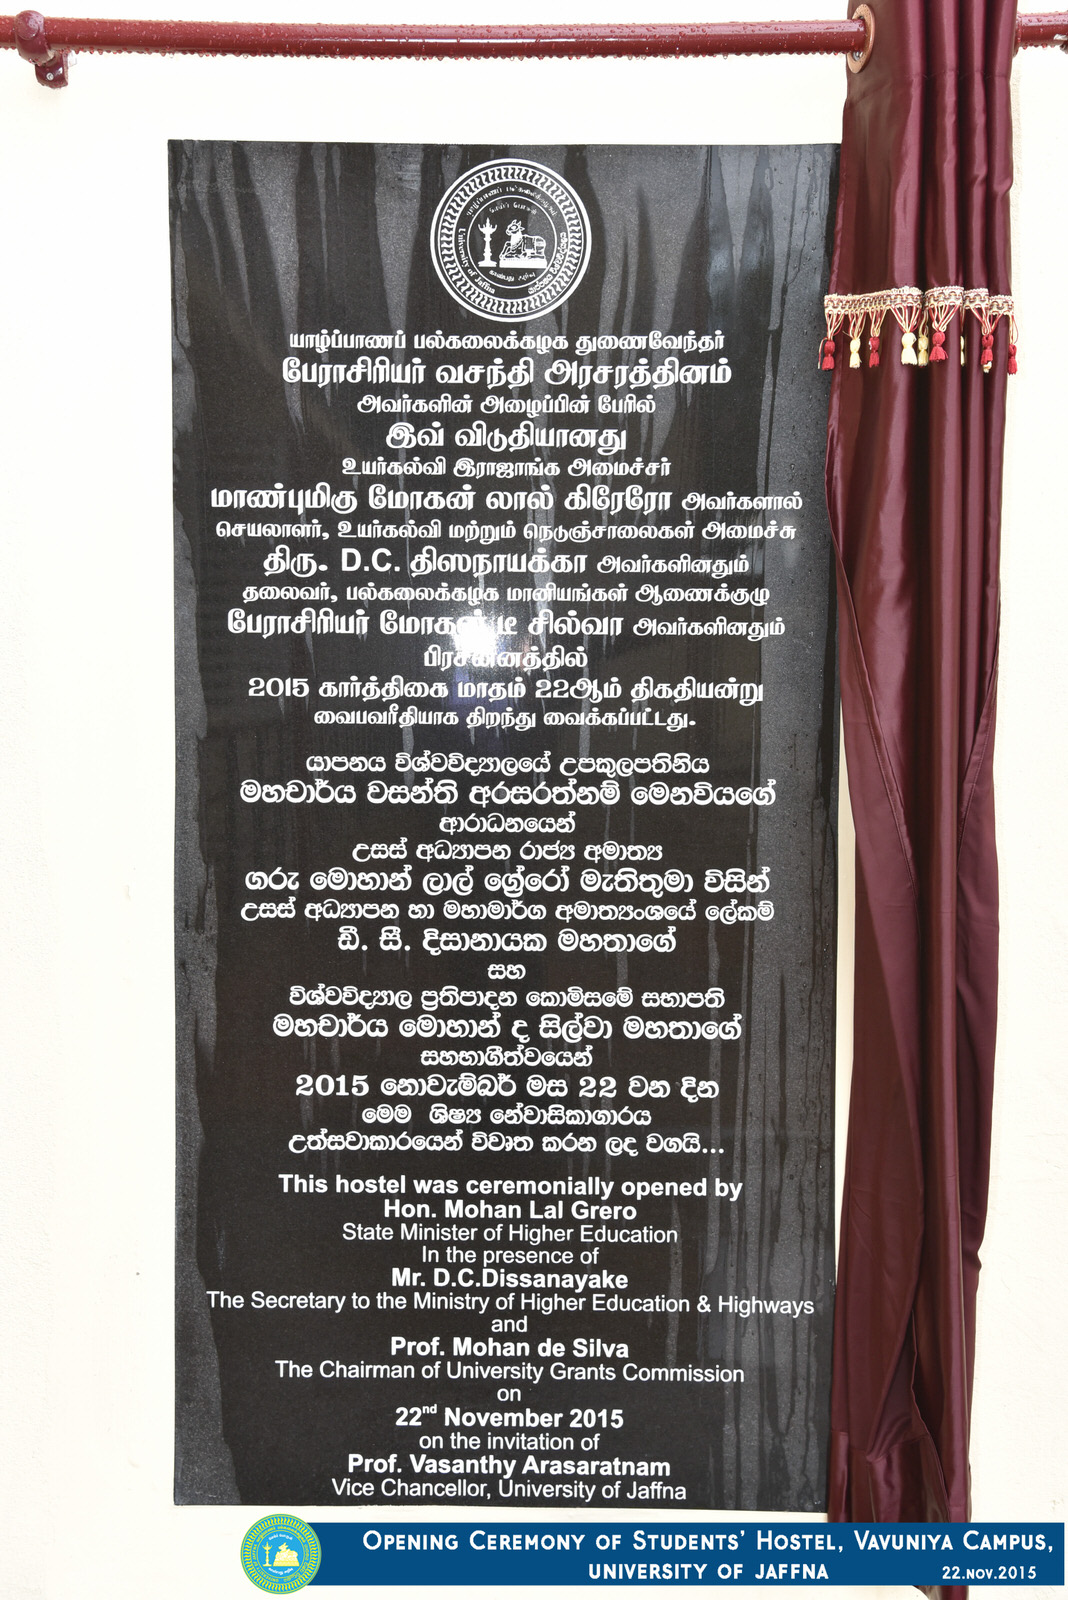 University of Jaffna
யாழ்ப்பாணப் பல்கலைக்கழக துணைவேந்தர்
பேராசிரியர் வசந்தி அரசரத்தினம்
அவர்களின் அழைப்பின் பேரில்
இவ் விடுதியானது
உயர்கல்வி இராஜாங்க அமைச்சர்
மாண்புமிகு மோகன் லால் கிரேரோ அவர்களால்
செயலாளர், உயர்கல்வி மற்றும் நெடுஞ்சாலைகள் அமைச்சு
திரு. D.C. திஸநாயக்கா அவர்களினதும்
தலைவர், பல்கலைக்கழக மானியங்கள் ஆணைக்குழு
பேராசிரியர் மோகன் டீ சில்வா அவர்களினதும்
பிரசன்னத்தில்
2015 கார்த்திகை மாதம் 22ஆம் திகதியன்று
வைபவரீதியாக திறந்து வைக்கப்பட்டது.
යාපනය විශ්වවිද්‍යාලයේ උපකුලපතිනිය
මහචාර්ය වසන්ති අරසරත්නම් මෙනවියගේ
ආරාධනයෙන්
උසස් අධ්‍යාපන රාජ්‍ය අමාත්‍ය
ගරු මොහාන් ලාල් ග්‍රේරෝ මැතිතුමා විසින්
උසස් අධ්‍යාපන හා මහාමාර්ග අමාත්‍යංශයේ ලේකම්
ඩී. සී. දිසානායක මහතාගේ
සහ
විශ්වවිද්‍යාල ප්‍රතිපාදන කොමිසමේ සභාපති
මහචාර්ය මොහාන් ද සිල්වා මහතාගේ
සහභාගීත්වයෙන්
2015 නොවැම්බර් මස 22 වන දින
මෙම ශිෂ්‍ය නේවාසිකාගාරය
උත්සවාකාරයෙන් විවෘත කරන ලද වගයි...
This hostel was ceremonially opened by
Hon. Mohan Lal Grero
State Minister of Higher Education
In the presence of
Mr. D.C.Dissanayake
The Secretary to the Ministry of Higher Education & Highways
and
Prof. Mohan de Silva
The Chairman of University Grants Commission
on
22nd November 2015
on the invitation of
Prof. Vasanthy Arasaratnam
Vice Chancellor, University of Jaffna
Opening Ceremony of Students' Hostel, Vavuniya Campus,
UNIVERSITY OF JAFFNA
22.NOV.2015